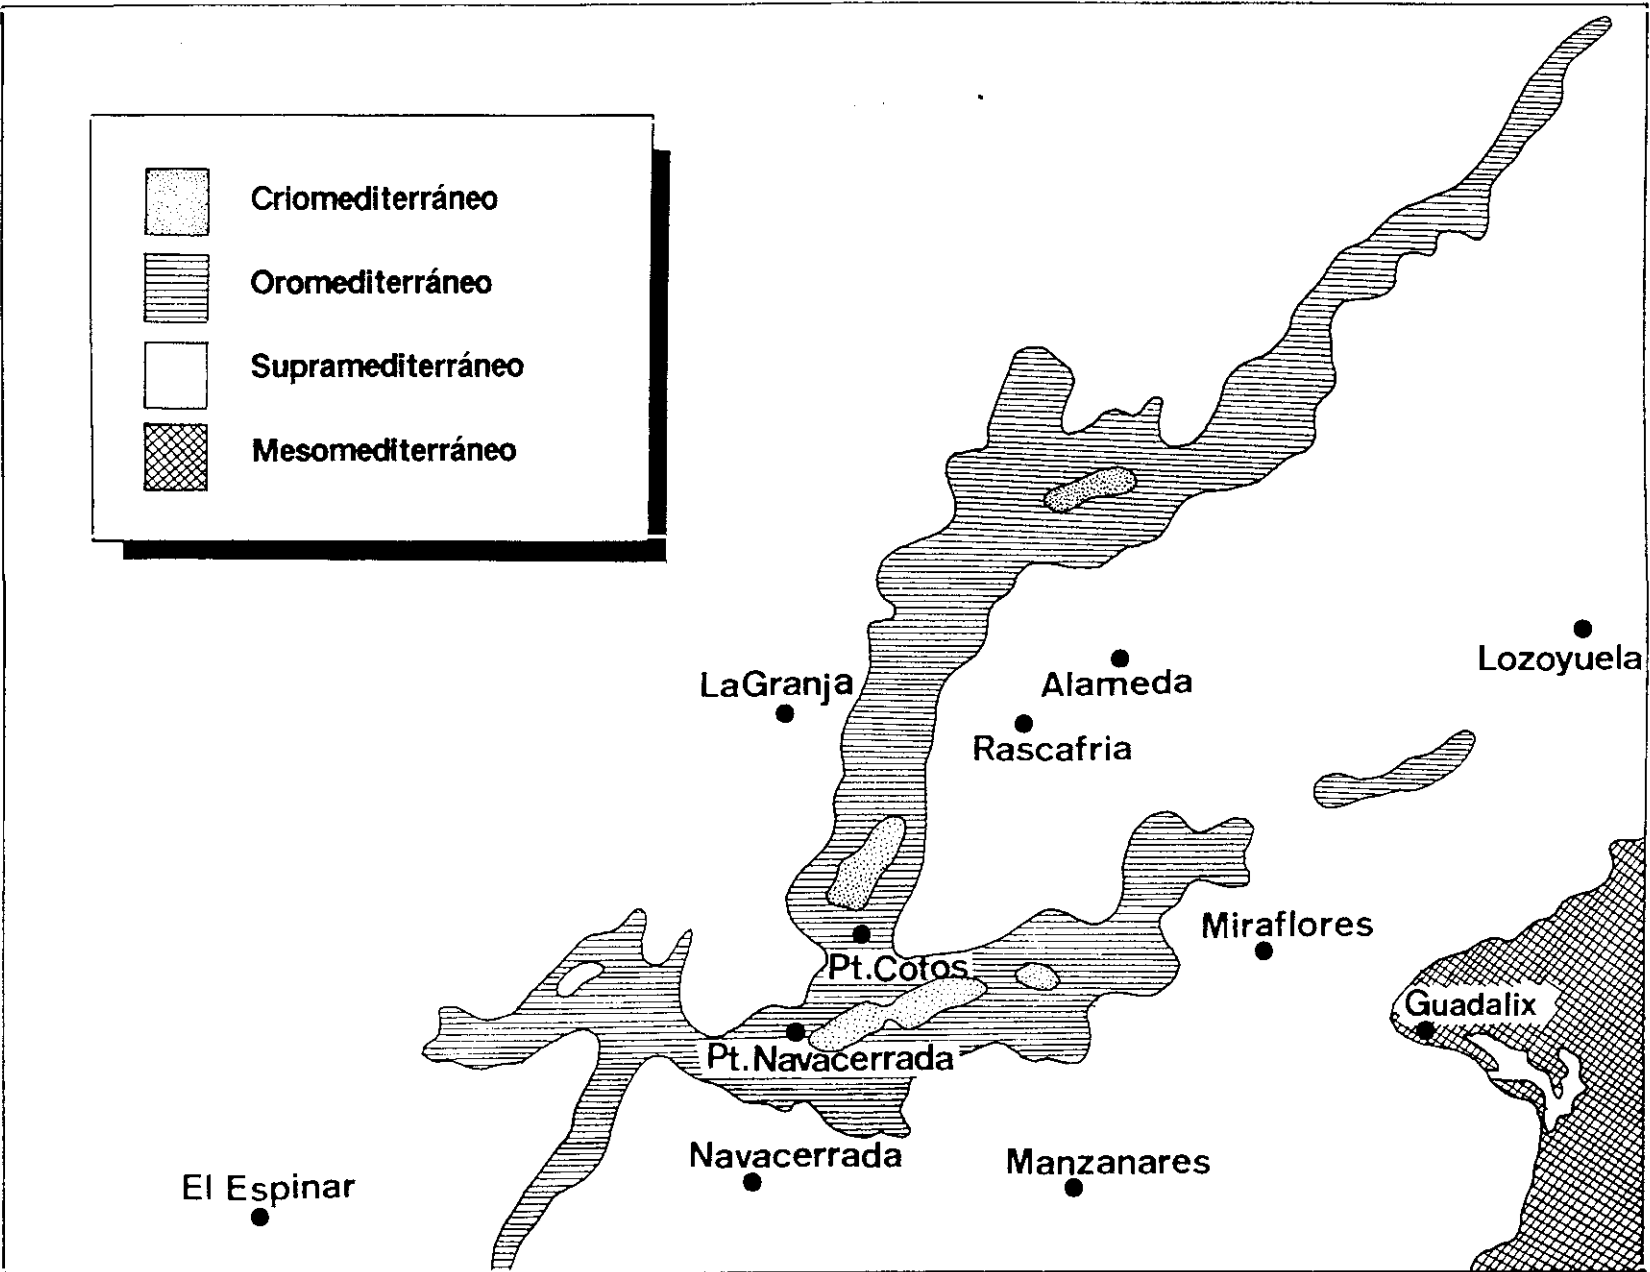 Criomediterráneo
Oromediterráneo
Supramediterráneo
Mesomediterráneo
Lozoyuela
LaGranja
Alameda
Rascafria
Miraflores
Pt.Cotos
Guadalix
Pt.Navacerrada
Navacerrada
Manzanares
El Espinar